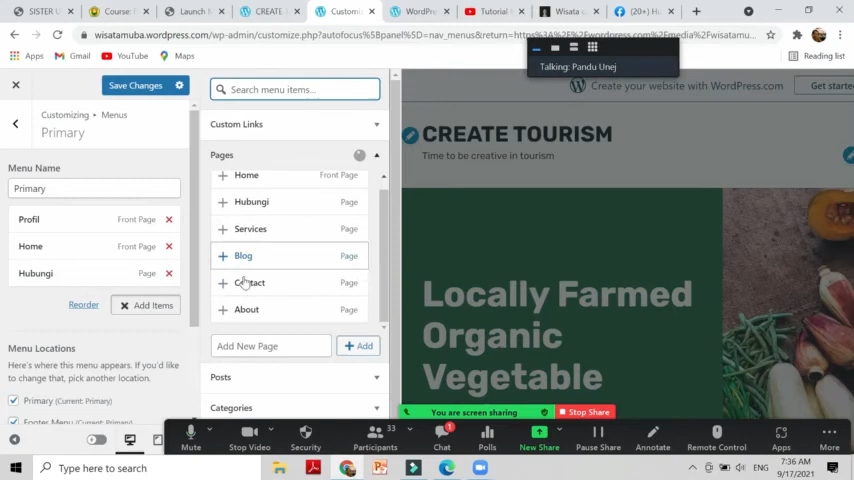 SISTER U
Course: I
Launch M
CREATE
Customiz
WordPre
Tutorial
Wisata d
(20+) Hu
wisatamuba.wordpress.com/wp-admin/customize.php?autofocus%5Bpanel%5D=nav_menus&return=https%3A%2F%2Fwordpress.com%2Fmedia%2Fwisatamu...
Apps
Gmail
YouTube
Maps
Reading list
Talking: Pandu Unej
Create your website with WordPress.com
Get starte
Save Changes
Customizing ▸ Menus
Primary
Menu Name
Primary
Profil Front Page
Home Front Page
Hubungi Page
Reorder
Add Items
Menu Locations
Here's where this menu appears. If you'd
like to change that, pick another location.
Primary (Current: Primary)
Footer Menu (Current: Primary)
Search menu items...
Custom Links
Pages
Home Front Page
Hubungi Page
Services Page
Blog Page
Contact Page
About Page
Add New Page
+ Add
Posts
Categories
CREATE TOURISM
Time to be creative in tourism
Locally Farmed
Organic
Vegetable
You are screen sharing
Stop Share
Mute
Stop Video
Security
Participants
33
Chat
1
Polls
New Share
Pause Share
Annotate
Remote Control
Apps
More
Type here to search
ENG
7:36 AM
9/17/2021